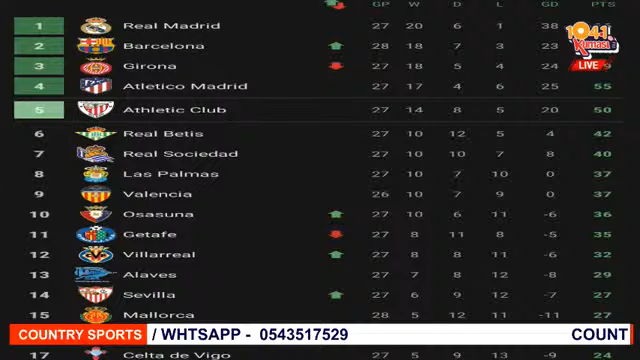 GP W D L GD PTS
1 Real Madrid 27 20 6 1 38
2 Barcelona 28 18 7 3 23
3 Girona 27 18 5 4 24 9
4 Atletico Madrid 27 17 4 6 25 55
5 Athletic Club 27 14 8 5 20 50
6 Real Betis 27 10 12 5 4 42
7 Real Sociedad 27 10 10 7 8 40
8 Las Palmas 27 10 7 10 0 37
9 Valencia 26 10 7 9 0 37
10 Osasuna 27 10 6 11 -6 36
11 Getafe 27 8 11 8 -5 35
12 Villarreal 27 8 8 11 -6 32
13 Alaves 27 7 8 12 -8 29
14 Sevilla 27 6 9 12 -7 27
15 Mallorca 28 5 12 11 -11 27
17 Celta de Vigo 27 5 9 13 -9 24
104.1
Kumasi
LIVE
COUNTRY SPORTS / WHTSAPP - 0543517529 COUNT